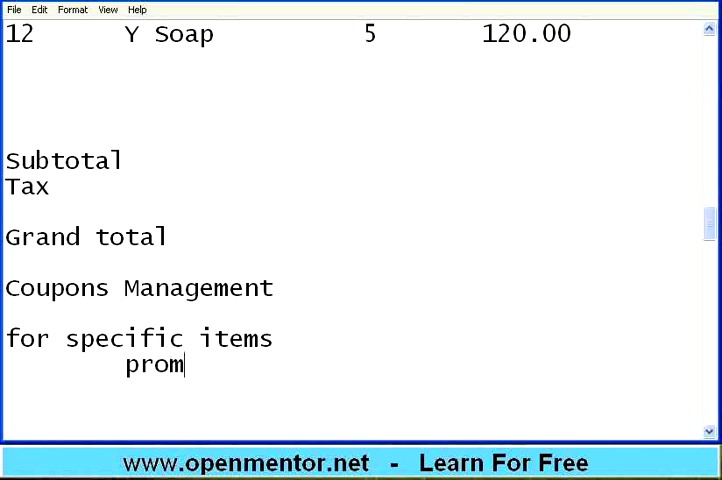 File Edit Format View Help
12 Y Soap 5 120.00
Subtotal
Tax
Grand total
Coupons Management
for specific items
prom
www.openmentor.net - Learn For Free